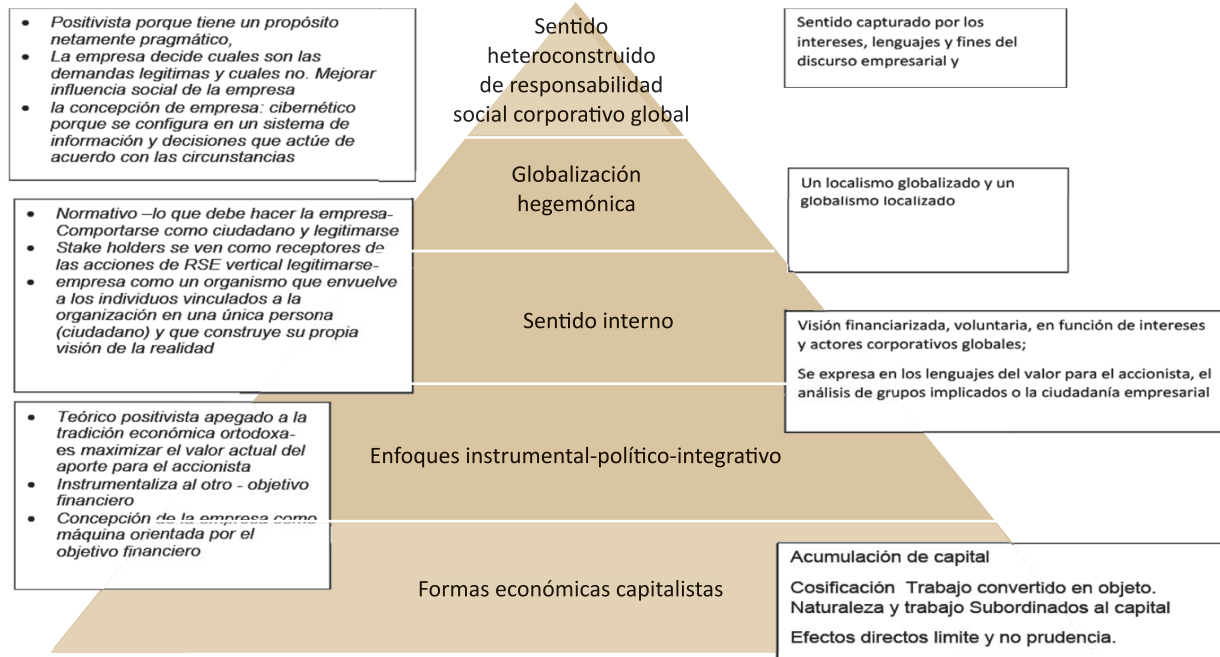 • Positivista porque tiene un propósito
netamente pragmático,
• La empresa decide cuales son las
demandas legitimas y cuales no. Mejorar
influencia social de la empresa
• la concepción de empresa: cibernético
porque se configura en un sistema de
información y decisiones que actúe de
acuerdo con las circunstancias
Sentido
heteroconstruido
de responsabilidad
social corporativo global
Sentido capturado por los
intereses, lenguajes y fines del
discurso empresarial y
Globalización
hegemónica
Un localismo globalizado y un
globalismo localizado
• Normativo –lo que debe hacer la empresa-
Comportarse como ciudadano y legitimarse
• Stake holders se ven como receptores de
las acciones de RSE vertical legitimarse-
• empresa como un organismo que envuelve
a los individuos vinculados a la
organización en una única persona
(ciudadano) y que construye su propia
visión de la realidad
Sentido interno
Visión financiarizada, voluntaria, en función de intereses
y actores corporativos globales;
Se expresa en los lenguajes del valor para el accionista, el
análisis de grupos implicados o la ciudadanía empresarial
• Teórico positivista apegado a la
tradición económica ortodoxa-
es maximizar el valor actual del
aporte para el accionista
• Instrumentaliza al otro - objetivo
financiero
• Concepción de la empresa como
máquina orientada por el
objetivo financiero
Enfoques instrumental-político-integrativo
Formas económicas capitalistas
Acumulación de capital
Cosificación Trabajo convertido en objeto.
Naturaleza y trabajo Subordinados al capital
Efectos directos limite y no prudencia.